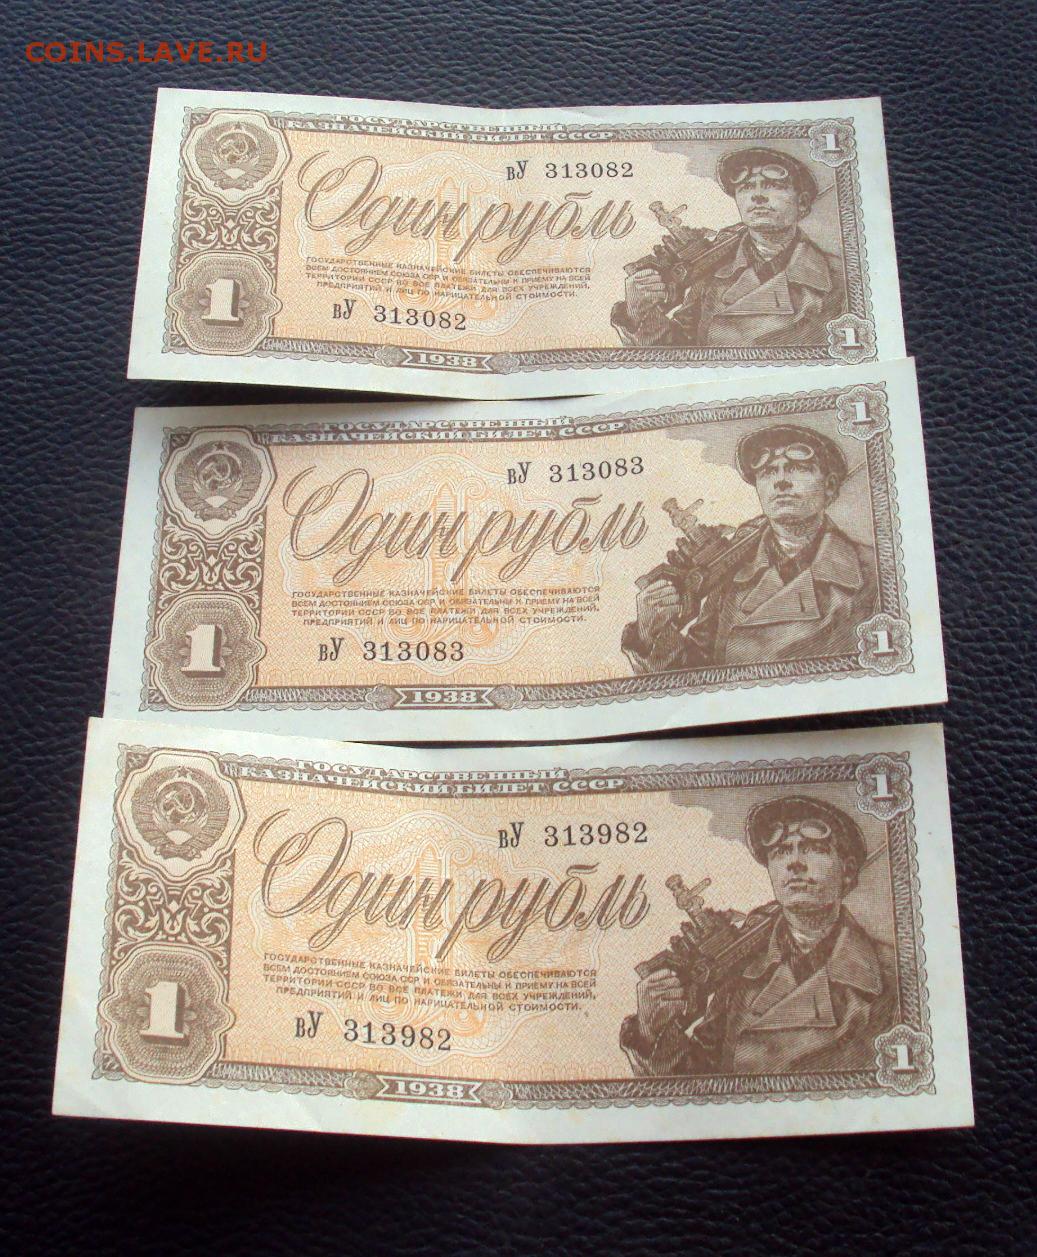 COINS.LAVE.RU
ГОСУДАРСТВЕННЫЙ
КАЗНАЧЕЙСКИЙ БИЛЕТ СССР
1
вУ 313082
Один рубль
ГОСУДАРСТВЕННЫЕ КАЗНАЧЕЙСКИЕ БИЛЕТЫ ОБЕСПЕЧИВАЮТСЯ
ВСЕМ ДОСТОЯНИЕМ СОЮЗА ССР И ОБЯЗАТЕЛЬНЫ К ПРИЕМУ НА ВСЕЙ
ТЕРРИТОРИИ СССР ВО ВСЕ ПЛАТЕЖИ ДЛЯ ВСЕХ УЧРЕЖДЕНИЙ,
ПРЕДПРИЯТИЙ И ЛИЦ ПО НАРИЦАТЕЛЬНОЙ СТОИМОСТИ.
1
вУ 313082
1
1938
ГОСУДАРСТВЕННЫЙ
КАЗНАЧЕЙСКИЙ БИЛЕТ СССР
1
вУ 313083
Один рубль
ГОСУДАРСТВЕННЫЕ КАЗНАЧЕЙСКИЕ БИЛЕТЫ ОБЕСПЕЧИВАЮТСЯ
ВСЕМ ДОСТОЯНИЕМ СОЮЗА ССР И ОБЯЗАТЕЛЬНЫ К ПРИЕМУ НА ВСЕЙ
ТЕРРИТОРИИ СССР ВО ВСЕ ПЛАТЕЖИ ДЛЯ ВСЕХ УЧРЕЖДЕНИЙ,
ПРЕДПРИЯТИЙ И ЛИЦ ПО НАРИЦАТЕЛЬНОЙ СТОИМОСТИ.
1
вУ 313083
1
1938
ГОСУДАРСТВЕННЫЙ
КАЗНАЧЕЙСКИЙ БИЛЕТ СССР
1
вУ 313982
Один рубль
ГОСУДАРСТВЕННЫЕ КАЗНАЧЕЙСКИЕ БИЛЕТЫ ОБЕСПЕЧИВАЮТСЯ
ВСЕМ ДОСТОЯНИЕМ СОЮЗА ССР И ОБЯЗАТЕЛЬНЫ К ПРИЕМУ НА ВСЕЙ
ТЕРРИТОРИИ СССР ВО ВСЕ ПЛАТЕЖИ ДЛЯ ВСЕХ УЧРЕЖДЕНИЙ,
ПРЕДПРИЯТИЙ И ЛИЦ ПО НАРИЦАТЕЛЬНОЙ СТОИМОСТИ.
1
вУ 313982
1
1938